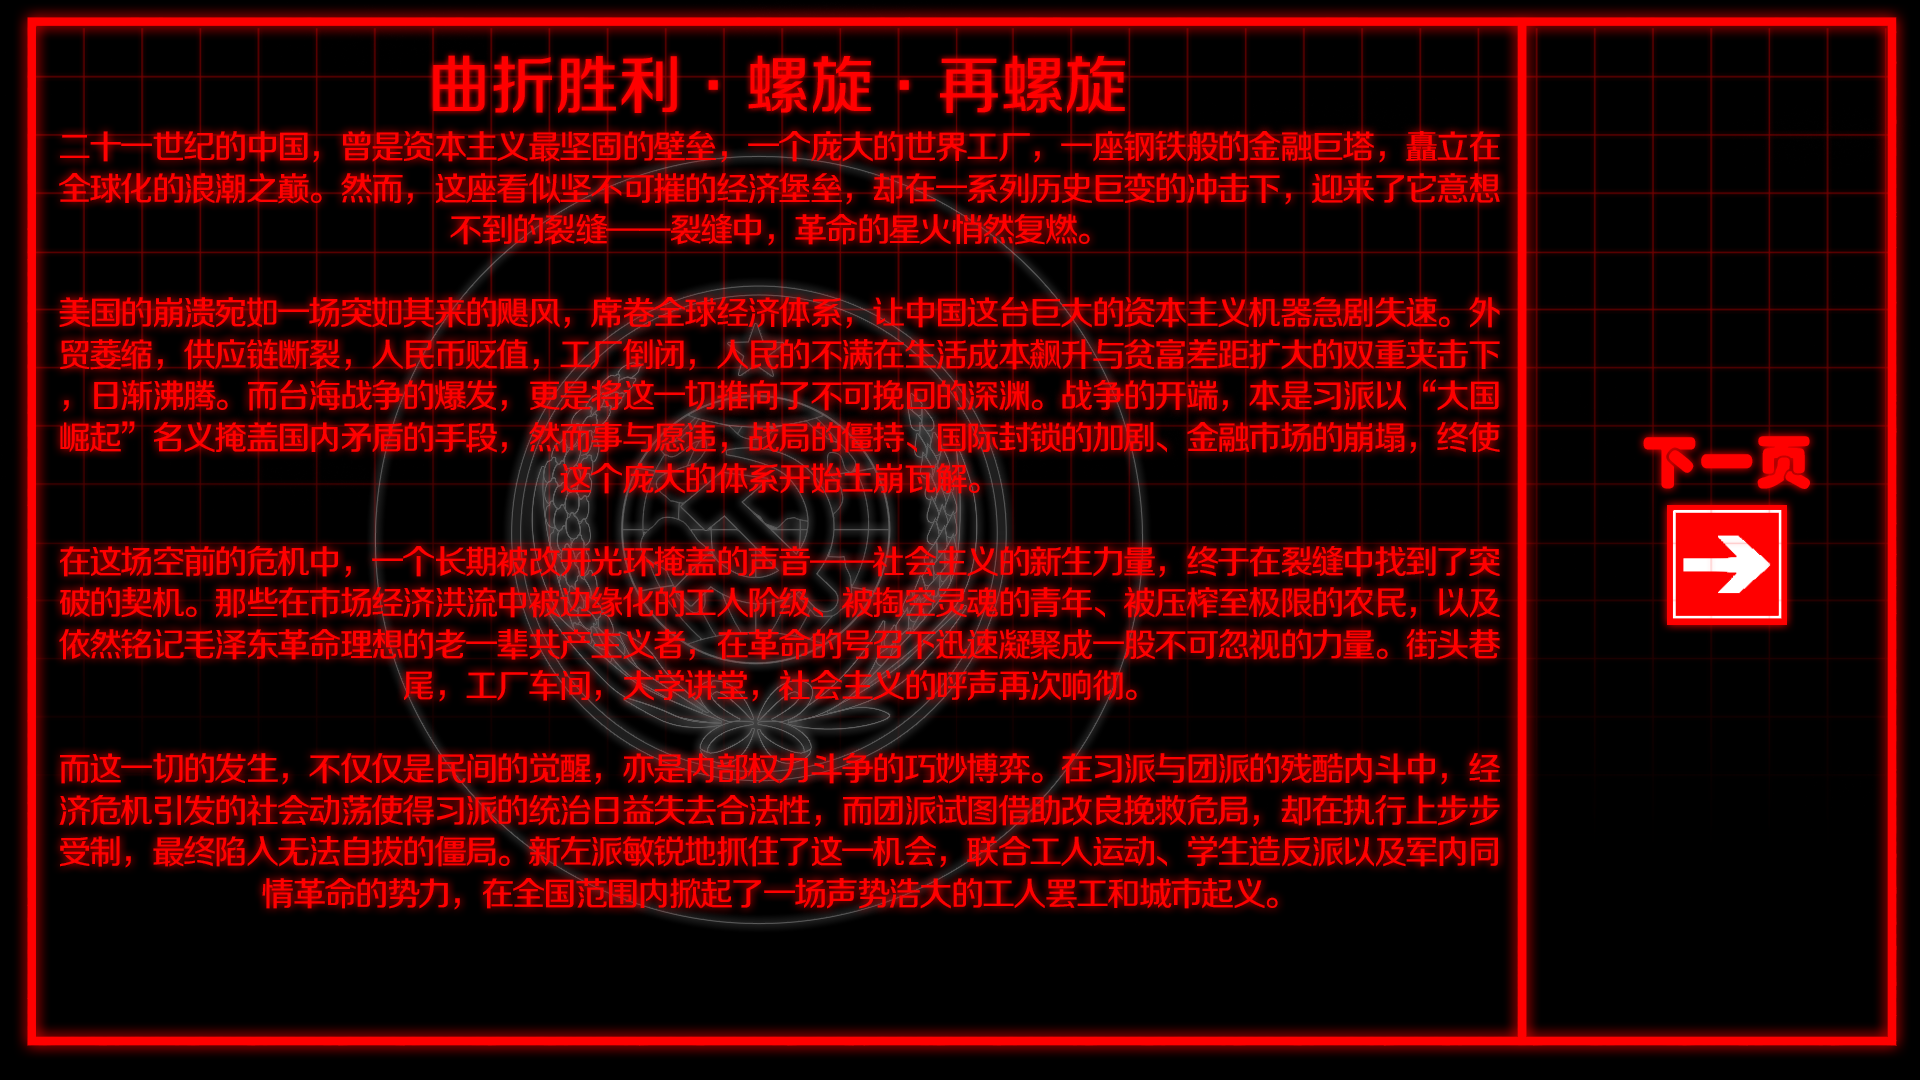 曲折胜利·螺旋·再螺旋
二十一世纪的中国，曾是资本主义最坚固的壁垒，一个庞大的世界工厂，一座钢铁般的金融巨塔，矗立在
全球化的浪潮之巅。然而，这座看似坚不可摧的经济堡垒，却在一系列历史巨变的冲击下，迎来了它意想
不到的裂缝——裂缝中，革命的星火悄然复燃。
美国的崩溃宛如一场突如其来的飓风，席卷全球经济体系，让中国这台巨大的资本主义机器急剧失速。外
贸萎缩，供应链断裂，人民币贬值，工厂倒闭，人民的不满在生活成本飙升与贫富差距扩大的双重夹击下
，日渐沸腾。而台海战争的爆发，更是将这一切推向了不可挽回的深渊。战争的开端，本是习派以“大国
崛起”名义掩盖国内矛盾的手段，然而事与愿违，战局的僵持、国际封锁的加剧、金融市场的崩塌，终使
这个庞大的体系开始土崩瓦解。
在这场空前的危机中，一个长期被改开光环掩盖的声音——社会主义的新生力量，终于在裂缝中找到了突
破的契机。那些在市场经济洪流中被边缘化的工人阶级、被掏空灵魂的青年、被压榨至极限的农民，以及
依然铭记毛泽东革命理想的老一辈共产主义者，在革命的号召下迅速凝聚成一股不可忽视的力量。街头巷
尾，工厂车间，大学讲堂，社会主义的呼声再次响彻。
而这一切的发生，不仅仅是民间的觉醒，亦是内部权力斗争的巧妙博弈。在习派与团派的残酷内斗中，经
济危机引发的社会动荡使得习派的统治日益失去合法性，而团派试图借助改良挽救危局，却在执行上步步
受制，最终陷入无法自拔的僵局。新左派敏锐地抓住了这一机会，联合工人运动、学生造反派以及军内同
情革命的势力，在全国范围内掀起了一场声势浩大的工人罢工和城市起义。
下一页